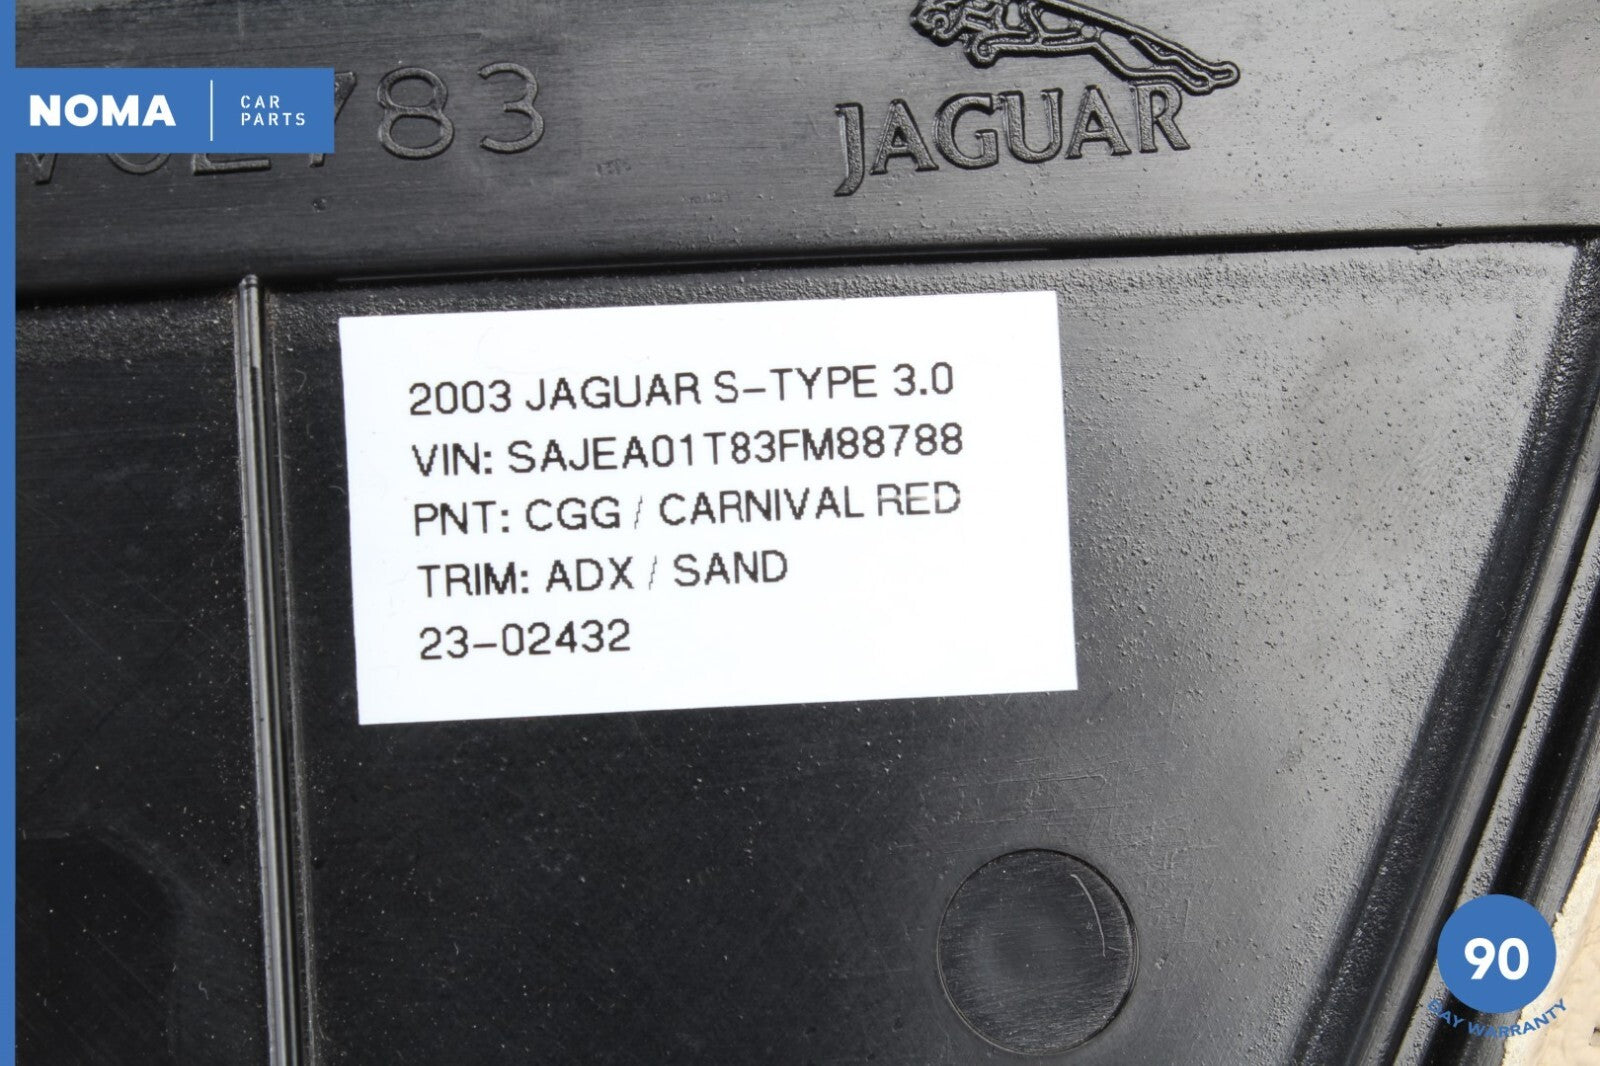 NOMA
CAR
PARTS
783
JAGUAR
2003 JAGUAR S-TYPE 3.0
VIN: SAJEA01T83FM88788
PNT: CGG / CARNIVAL RED
TRIM: ADX / SAND
23-02432
90
DAY WARRANTY